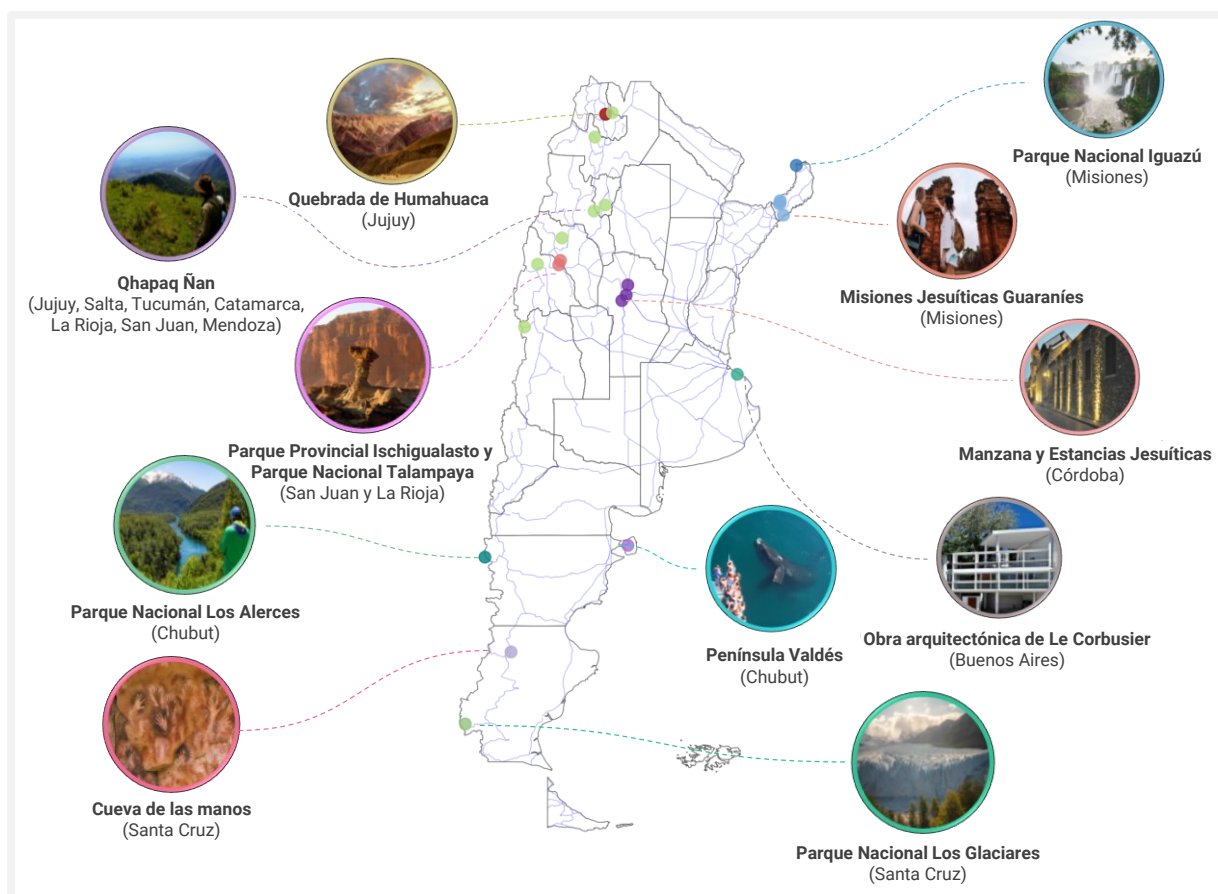 Parque Nacional Iguazú
(Misiones)
Quebrada de Humahuaca
(Jujuy)
Qhapaq Ñan
(Jujuy, Salta, Tucumán, Catamarca,
La Rioja, San Juan, Mendoza)
Misiones Jesuíticas Guaraníes
(Misiones)
Parque Provincial Ischigualasto y
Parque Nacional Talampaya
(San Juan y La Rioja)
Manzana y Estancias Jesuíticas
(Córdoba)
Parque Nacional Los Alerces
(Chubut)
Península Valdés
(Chubut)
Obra arquitectónica de Le Corbusier
(Buenos Aires)
Cueva de las manos
(Santa Cruz)
Parque Nacional Los Glaciares
(Santa Cruz)